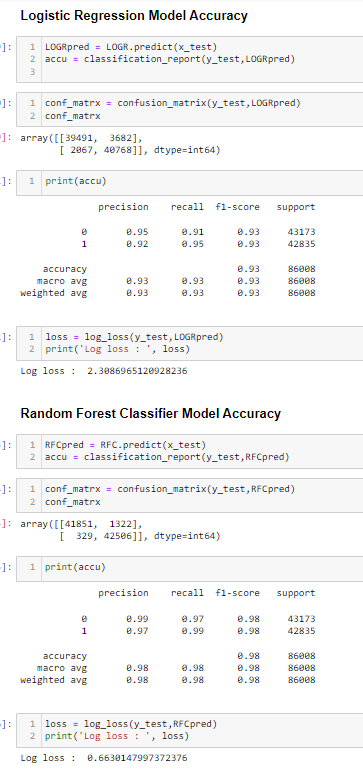 Logistic Regression Model Accuracy
]: 1 LOGRpred = LOGR.predict(x_test)
2 accu = classification_report(y_test,LOGRpred)
3
]: 1 conf_matrx = confusion_matrix(y_test,LOGRpred)
2 conf_matrx
]: array([[39491, 3682],
[ 2067, 40768]], dtype=int64)
]: 1 print(accu)
precision recall f1-score support
0 0.95 0.91 0.93 43173
1 0.92 0.95 0.93 42835
accuracy 0.93 86008
macro avg 0.93 0.93 0.93 86008
weighted avg 0.93 0.93 0.93 86008
]: 1 loss = log_loss(y_test,LOGRpred)
2 print('Log loss : ', loss)
Log loss : 2.3086965120928236
Random Forest Classifier Model Accuracy
]: 1 RFCpred = RFC.predict(x_test)
2 accu = classification_report(y_test,RFCpred)
]: 1 conf_matrx = confusion_matrix(y_test,RFCpred)
2 conf_matrx
]: array([[41851, 1322],
[ 329, 42506]], dtype=int64)
]: 1 print(accu)
precision recall f1-score support
0 0.99 0.97 0.98 43173
1 0.97 0.99 0.98 42835
accuracy 0.98 86008
macro avg 0.98 0.98 0.98 86008
weighted avg 0.98 0.98 0.98 86008
]: 1 loss = log_loss(y_test,RFCpred)
2 print('Log loss : ', loss)
Log loss : 0.6630147997372376